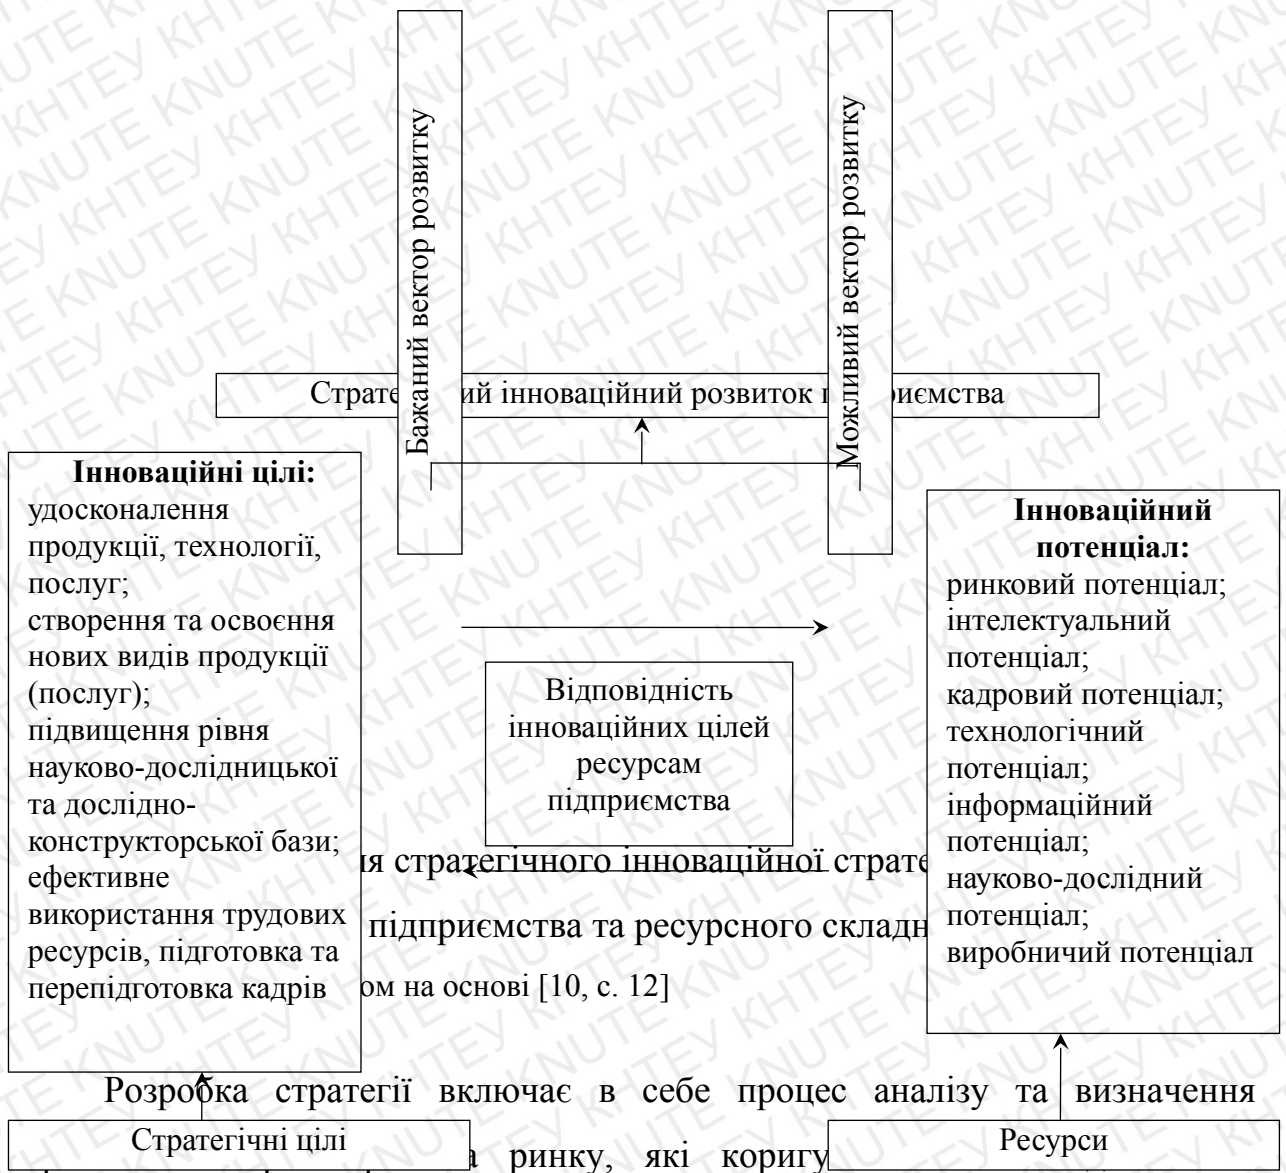 Бажаний вектор розвитку
Можливий вектор розвитку
Страте ий інноваційний розвиток п риємства
Інноваційні цілі:
удосконалення
продукції, технології,
послуг;
створення та освоєння
нових видів продукції
(послуг);
підвищення рівня
науково-дослідницької
та дослідно-
конструкторської бази;
ефективне
використання трудових
ресурсів, підготовка та
перепідготовка кадрів
Відповідність
інноваційних цілей
ресурсам
підприємства
Інноваційний
потенціал:
ринковий потенціал;
інтелектуальний
потенціал;
кадровий потенціал;
технологічний
потенціал;
інформаційний
потенціал;
науково-дослідний
потенціал;
виробничий потенціал
я стратегічного інноваційної страте
підприємства та ресурсного складн
ом на основі [10, с. 12]
Розробка стратегії включає в себе процес аналізу та визначення
Стратегічні цілі
ринку, які коригу
Ресурси